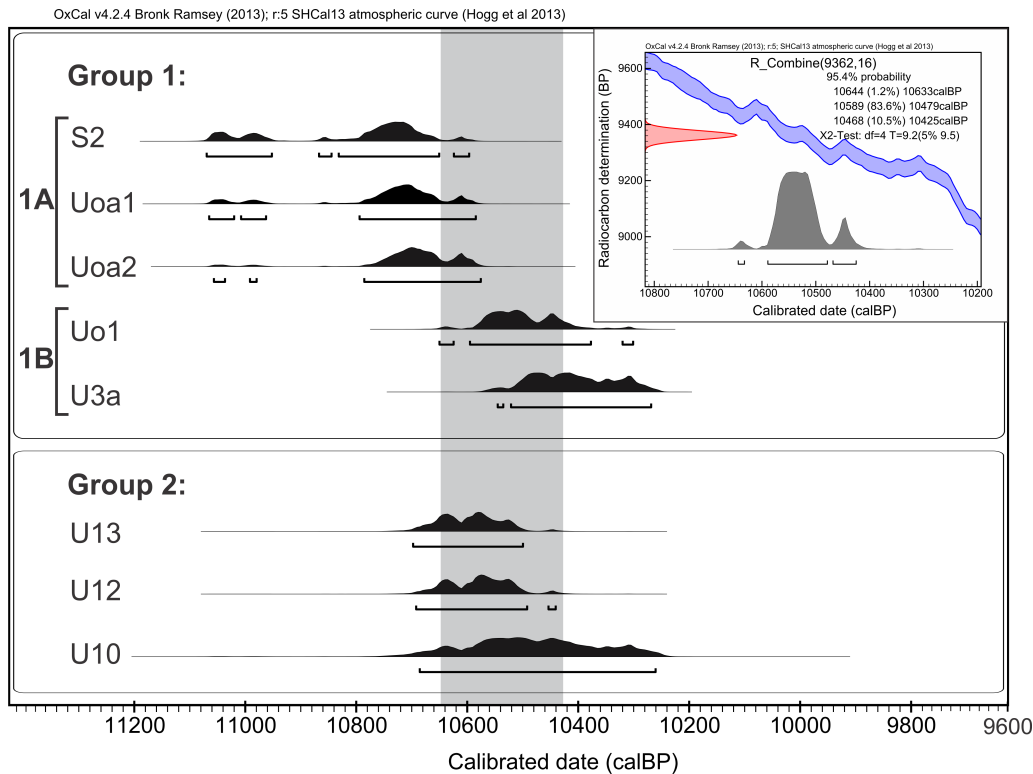 OxCal v4.2.4 Bronk Ramsey (2013); r:5 SHCal13 atmospheric curve (Hogg et al 2013)
Group 1:
1A
S2
Uoa1
Uoa2
1B
Uo1
U3a
Group 2:
U13
U12
U10
11200 11000 10800 10600 10400 10200 10000 9800 9600
Calibrated date (calBP)
OxCal v4.2.4 Bronk Ramsey (2013); r:5 SHCal13 atmospheric curve (Hogg et al 2013)
R_Combine(9362,16)
95.4% probability
10644 (1.2%) 10633calBP
10589 (83.6%) 10479calBP
10468 (10.5%) 10425calBP
X2-Test: df=4 T=9.2(5% 9.5)
Radiocarbon determination (BP)
9600
9400
9200
9000
10800 10700 10600 10500 10400 10300 10200
Calibrated date (calBP)